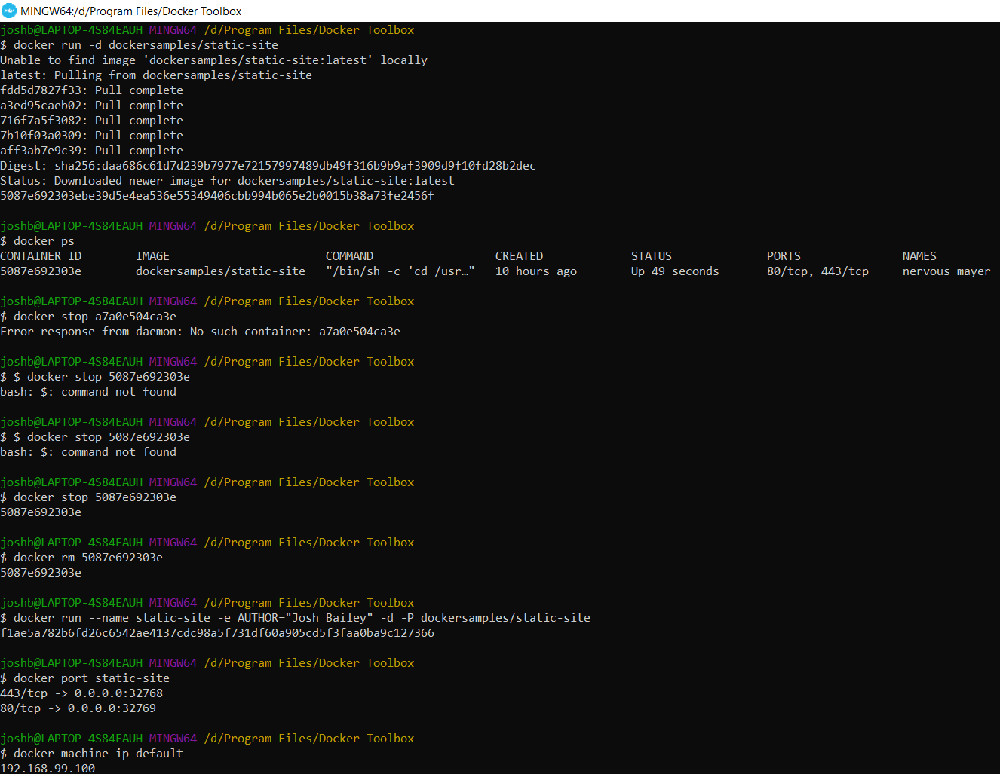 MINGW64:/d/Program Files/Docker Toolbox
joshb@LAPTOP-4S84EAUH MINGW64 /d/Program Files/Docker Toolbox
$ docker run -d dockersamples/static-site
Unable to find image 'dockersamples/static-site:latest' locally
latest: Pulling from dockersamples/static-site
fdd5d7827f33: Pull complete
a3ed95caeb02: Pull complete
716f7a5f3082: Pull complete
7b10f03a0309: Pull complete
aff3ab7e9c39: Pull complete
Digest: sha256:daa686c61d7d239b7977e72157997489db49f316b9b9af3909d9f10fd28b2dec
Status: Downloaded newer image for dockersamples/static-site:latest
5087e692303ebe39d5e4ea536e55349406cbb994b065e2b0015b38a73fe2456f
joshb@LAPTOP-4S84EAUH MINGW64 /d/Program Files/Docker Toolbox
$ docker ps
CONTAINER ID        IMAGE                       COMMAND                  CREATED             STATUS              PORTS               NAMES
5087e692303e        dockersamples/static-site   "/bin/sh -c 'cd /usr…"   10 hours ago        Up 49 seconds       80/tcp, 443/tcp     nervous_mayer
joshb@LAPTOP-4S84EAUH MINGW64 /d/Program Files/Docker Toolbox
$ docker stop a7a0e504ca3e
Error response from daemon: No such container: a7a0e504ca3e
joshb@LAPTOP-4S84EAUH MINGW64 /d/Program Files/Docker Toolbox
$ $ docker stop 5087e692303e
bash: $: command not found
joshb@LAPTOP-4S84EAUH MINGW64 /d/Program Files/Docker Toolbox
$ $ docker stop 5087e692303e
bash: $: command not found
joshb@LAPTOP-4S84EAUH MINGW64 /d/Program Files/Docker Toolbox
$ docker stop 5087e692303e
5087e692303e
joshb@LAPTOP-4S84EAUH MINGW64 /d/Program Files/Docker Toolbox
$ docker rm 5087e692303e
5087e692303e
joshb@LAPTOP-4S84EAUH MINGW64 /d/Program Files/Docker Toolbox
$ docker run --name static-site -e AUTHOR="Josh Bailey" -d -P dockersamples/static-site
f1ae5a782b6fd26c6542ae4137cdc98a5f731df60a905cd5f3faa0ba9c127366
joshb@LAPTOP-4S84EAUH MINGW64 /d/Program Files/Docker Toolbox
$ docker port static-site
443/tcp -> 0.0.0.0:32768
80/tcp -> 0.0.0.0:32769
joshb@LAPTOP-4S84EAUH MINGW64 /d/Program Files/Docker Toolbox
$ docker-machine ip default
192.168.99.100